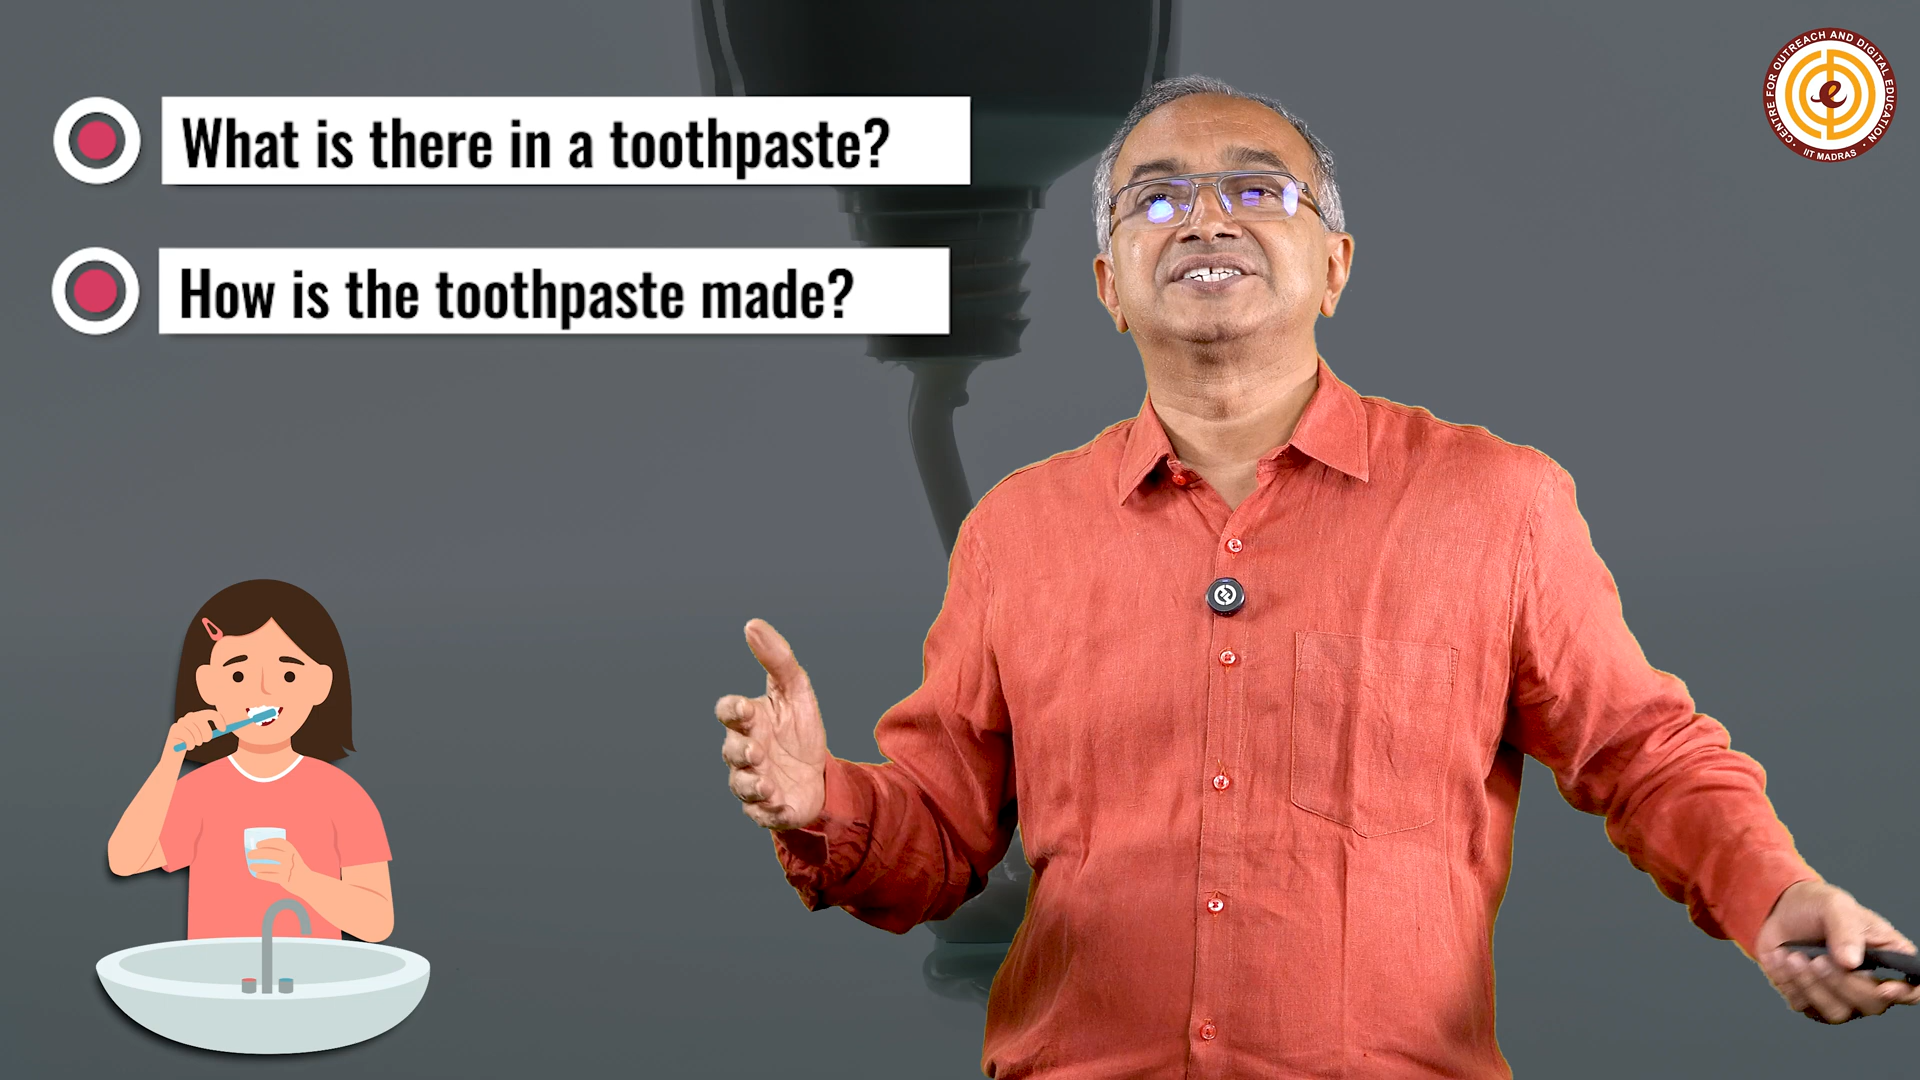 What is there in a toothpaste?
How is the toothpaste made?
CENTRE FOR OUTREACH AND DIGITAL EDUCATION
IIT MADRAS